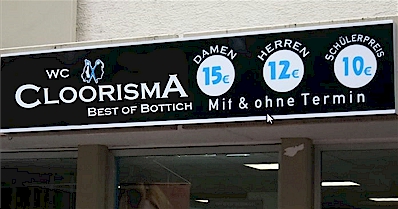 WC
CLOORISMA
BEST OF BOTTICH
DAMEN
15€
HERREN
12€
SCHÜLERPREIS
10€
Mit & ohne Termin